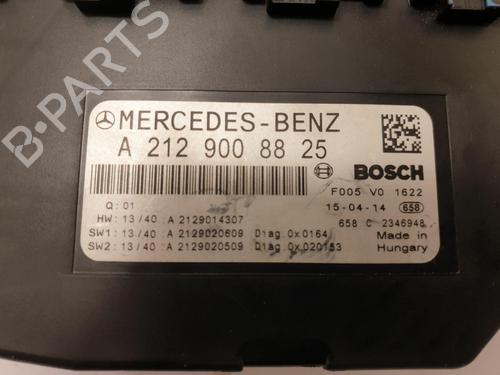 MERCEDES-BENZ
A 212 900 88 25
BOSCH
Q: 01
F005 V0 1622
HW: 13/40 A 2129014307
15-04-14 658
SW1: 13/40 A 2129020609 Diag 0x0164
658 C 2346948
SW2: 13/40 A 2129020509 Diag 0x020153
Made in
Hungary
B-PARTS